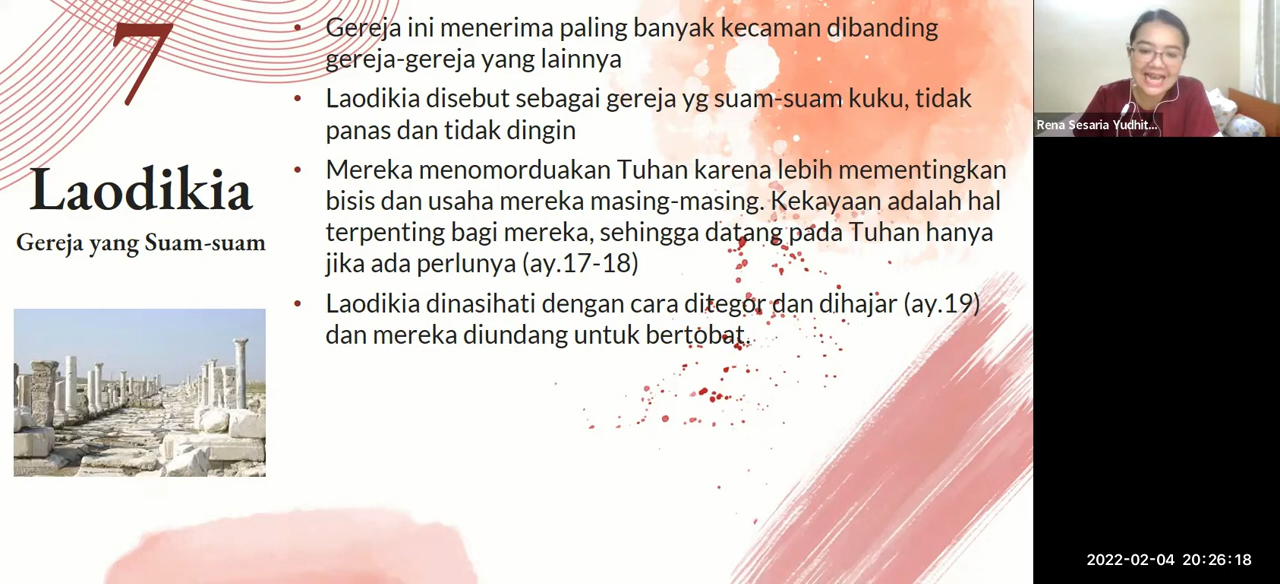 7
Laodikia
Gereja yang Suam-suam
• Gereja ini menerima paling banyak kecaman dibanding
gereja-gereja yang lainnya
• Laodikia disebut sebagai gereja yg suam-suam kuku, tidak
panas dan tidak dingin
• Mereka menomorduakan Tuhan karena lebih mementingkan
bisis dan usaha mereka masing-masing. Kekayaan adalah hal
terpenting bagi mereka, sehingga datang pada Tuhan hanya
jika ada perlunya (ay.17-18)
• Laodikia dinasihati dengan cara ditegor dan dihajar (ay.19)
dan mereka diundang untuk bertobat.
Rena Sesaria Yudhit...
2022-02-04 20:26:18